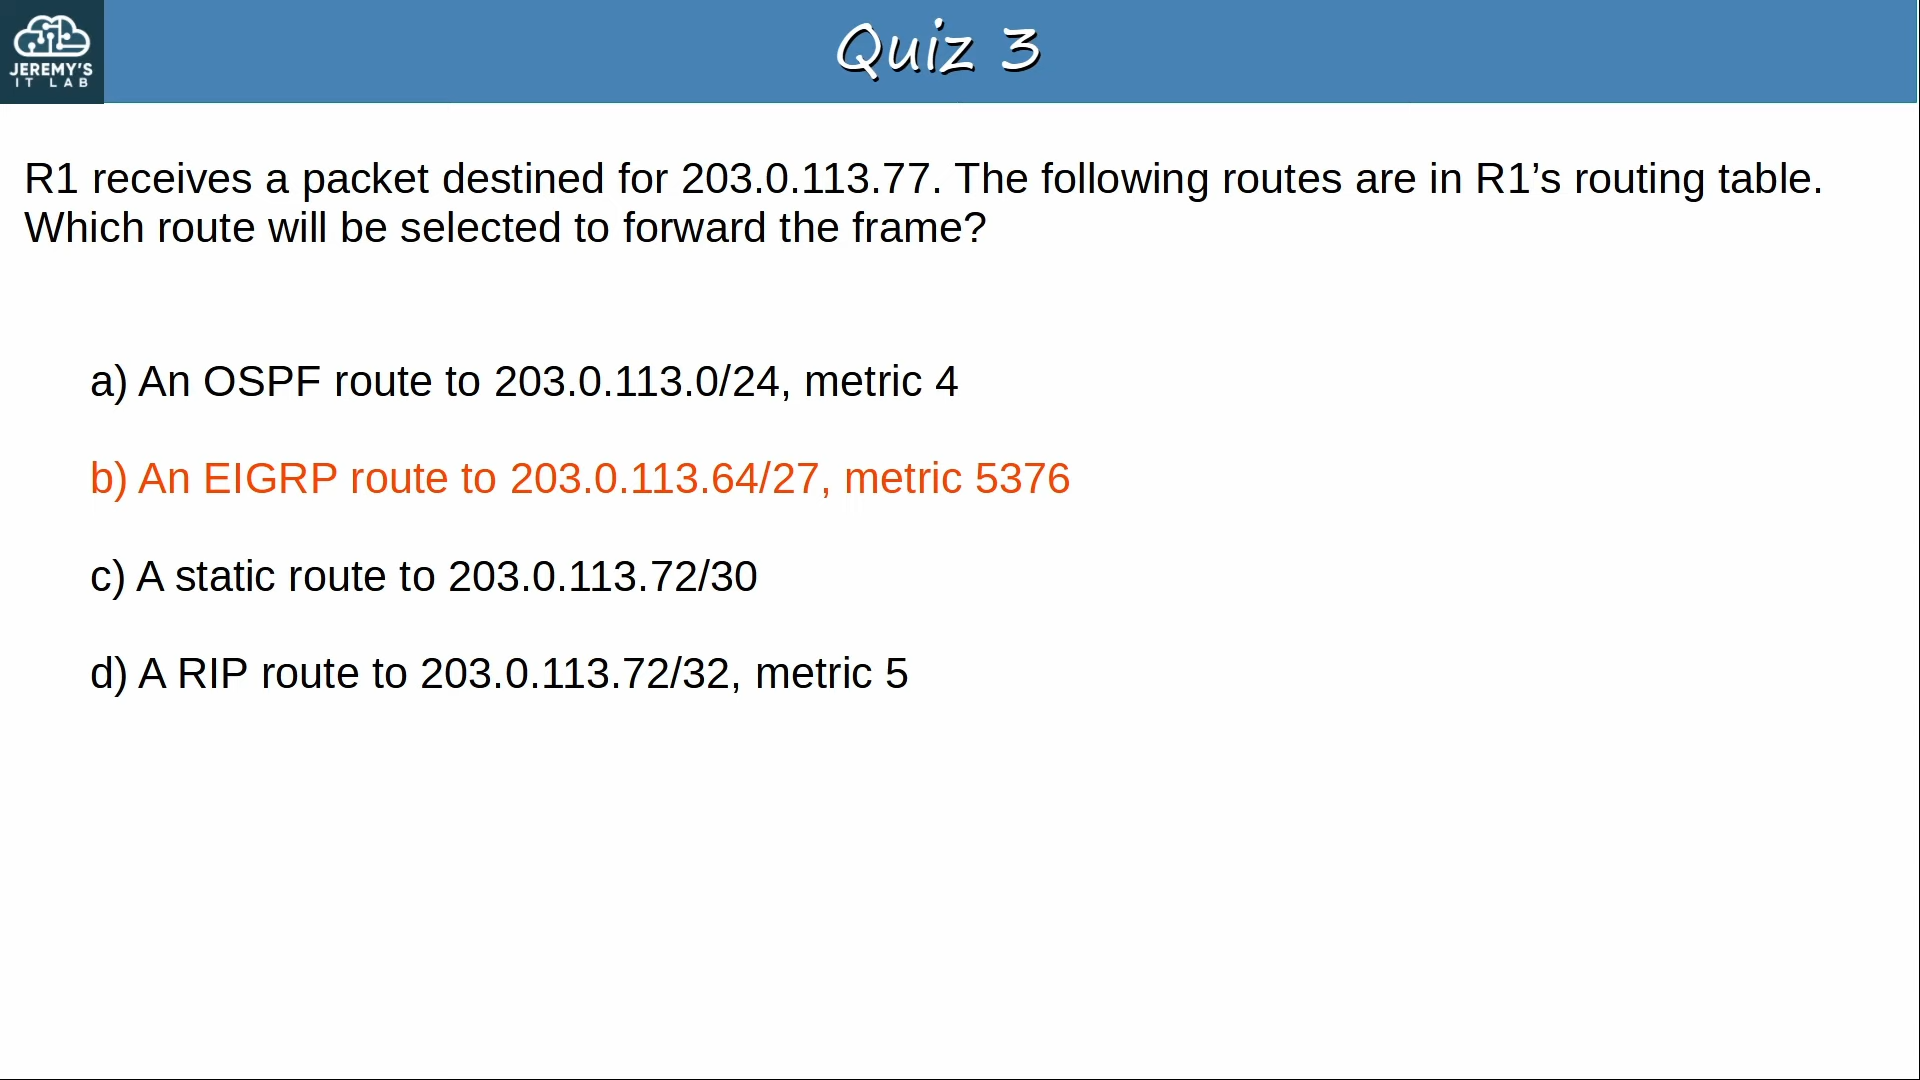 JEREMY'S
IT LAB
Quiz 3
R1 receives a packet destined for 203.0.113.77. The following routes are in R1’s routing table.
Which route will be selected to forward the frame?
a) An OSPF route to 203.0.113.0/24, metric 4
b) An EIGRP route to 203.0.113.64/27, metric 5376
c) A static route to 203.0.113.72/30
d) A RIP route to 203.0.113.72/32, metric 5